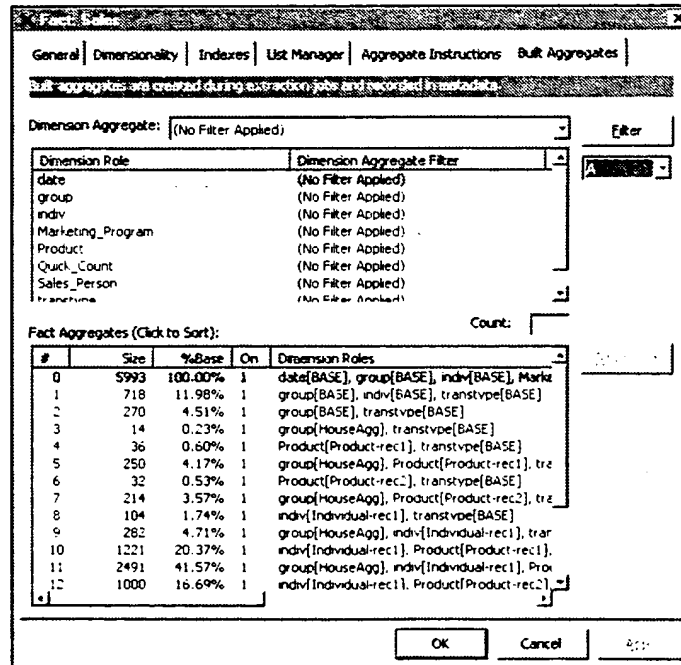 Fact: Sales
General Dimensionality Indexes List Manager Aggregate Instructions Built Aggregates
Built aggregates are created during extraction jobs and recorded in metadata.
Dimension Aggregate: (No Filter Applied) Filter
Dimension Role Dimension Aggregate Filter
date (No Filter Applied)
group (No Filter Applied)
indiv (No Filter Applied)
Marketing_Program (No Filter Applied)
Product (No Filter Applied)
Quick_Count (No Filter Applied)
Sales_Person (No Filter Applied)
transtype (No Filter Applied)
Count:
Fact Aggregates (Click to Sort):
# Size %Base On Dimension Roles
0 5993 100.00% 1 date[BASE], group[BASE], indiv[BASE], Marke
1 718 11.98% 1 group[BASE], indiv[BASE], transtype[BASE]
2 270 4.51% 1 group[BASE], transtype[BASE]
3 14 0.23% 1 group[HouseAgg], transtype[BASE]
4 36 0.60% 1 Product[Product-rec1], transtype[BASE]
5 250 4.17% 1 group[HouseAgg], Product[Product-rec1], tra
6 32 0.53% 1 Product[Product-rec2], transtype[BASE]
7 214 3.57% 1 group[HouseAgg], Product[Product-rec2], tra
8 104 1.74% 1 indiv[Individual-rec1], transtype[BASE]
9 282 4.71% 1 group[HouseAgg], indiv[Individual-rec1], tran
10 1221 20.37% 1 indiv[Individual-rec1], Product[Product-rec1],
11 2491 41.57% 1 group[HouseAgg], indiv[Individual-rec1], Prod
12 1000 16.69% 1 indiv[Individual-rec1], Product[Product-rec2]
OK Cancel Apply